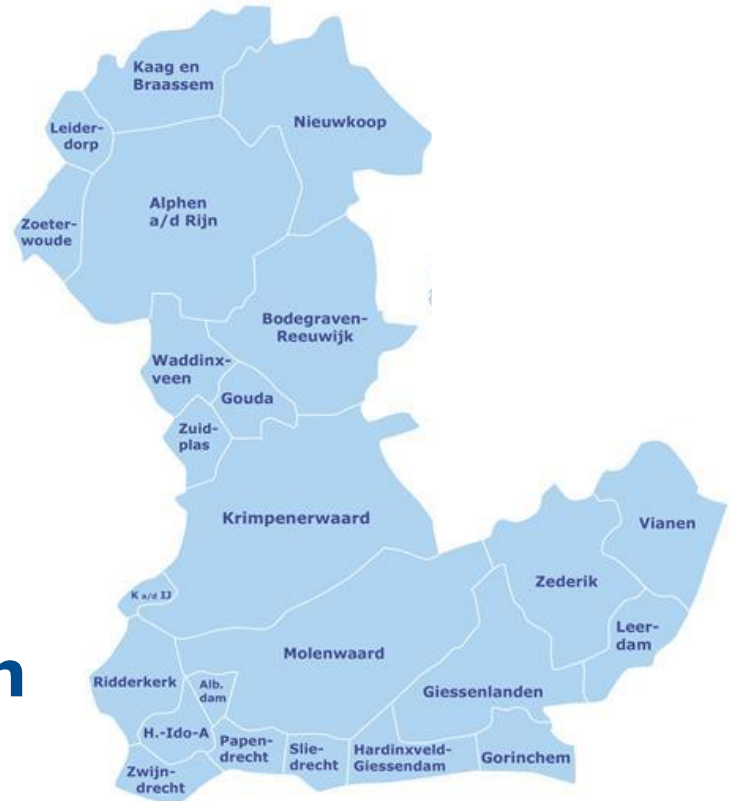 Kaag en
Braassem
Nieuwkoop
Leider-
dorp
Alphen
a/d Rijn
Zoeter-
woude
Bodegraven-
Reeuwijk
Waddinx-
veen
Gouda
Zuid-
plas
Krimpenerwaard
Vianen
Zederik
K a/d IJ
Leer-
dam
Molenwaard
n
Ridderkerk
Alb.
dam
Giessenlanden
H.-Ido-A
Papen-
drecht
Slie-
drecht
Hardinxveld-
Giessendam
Gorinchem
Zwijn-
drecht